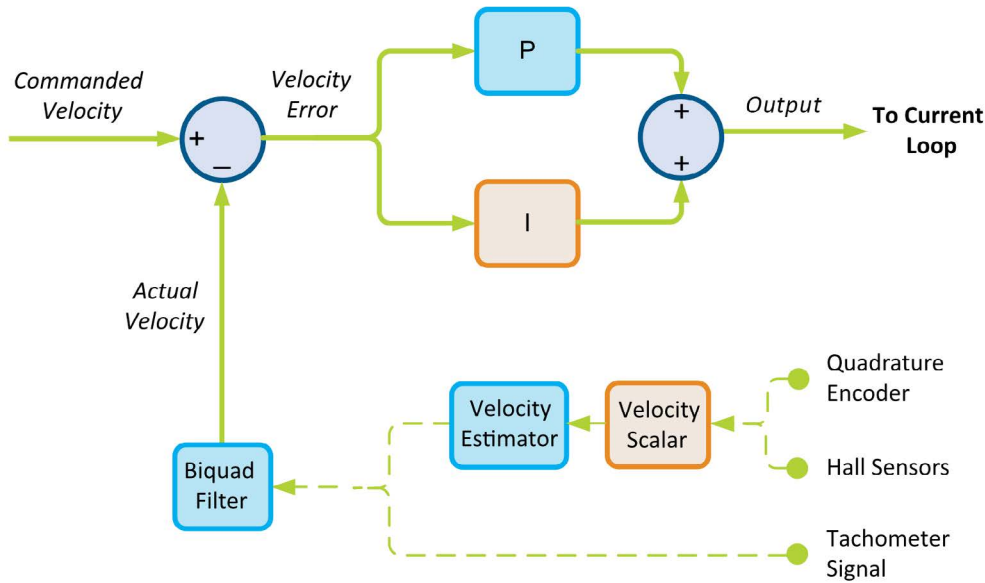 Commanded
Velocity
+
–
Velocity
Error
P
I
+
+
Output
To Current
Loop
Actual
Velocity
Biquad
Filter
Velocity
Estimator
Velocity
Scalar
Quadrature
Encoder
Hall Sensors
Tachometer
Signal